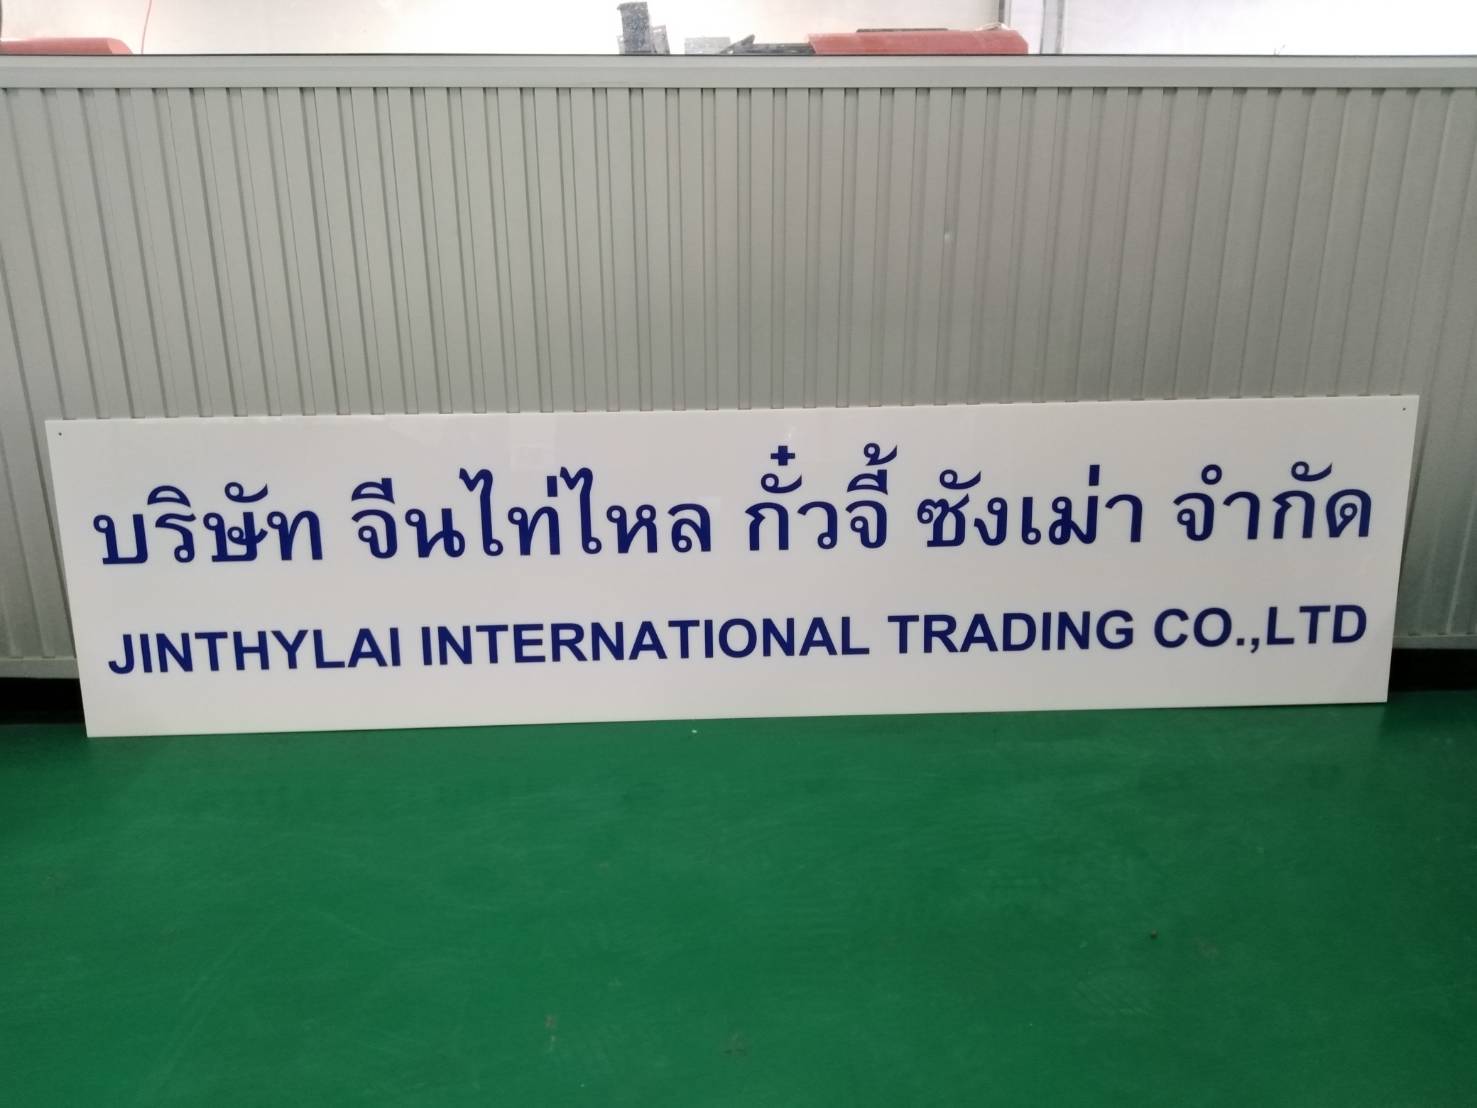 บริษัท จีนไท่ไหล กั๋วจี้ ซังเม่า จำกัด
JINTHYLAI INTERNATIONAL TRADING CO.,LTD